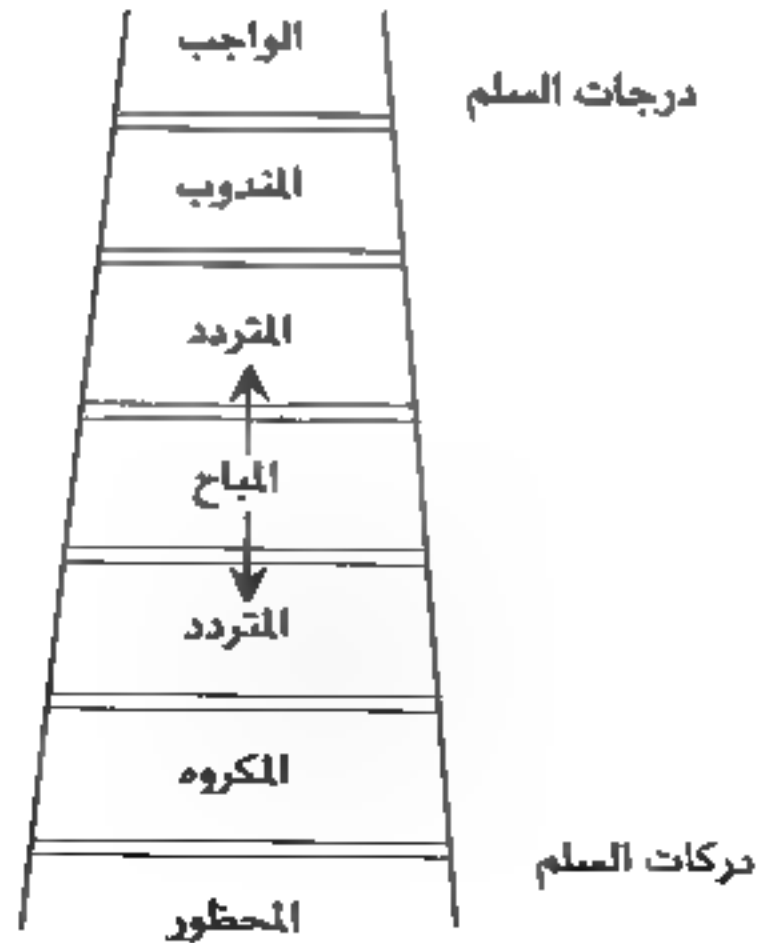 الواجب
درجات السلم
المندوب
المتردد
المباح
المتردد
المكروه
دركات السلم
المحظور